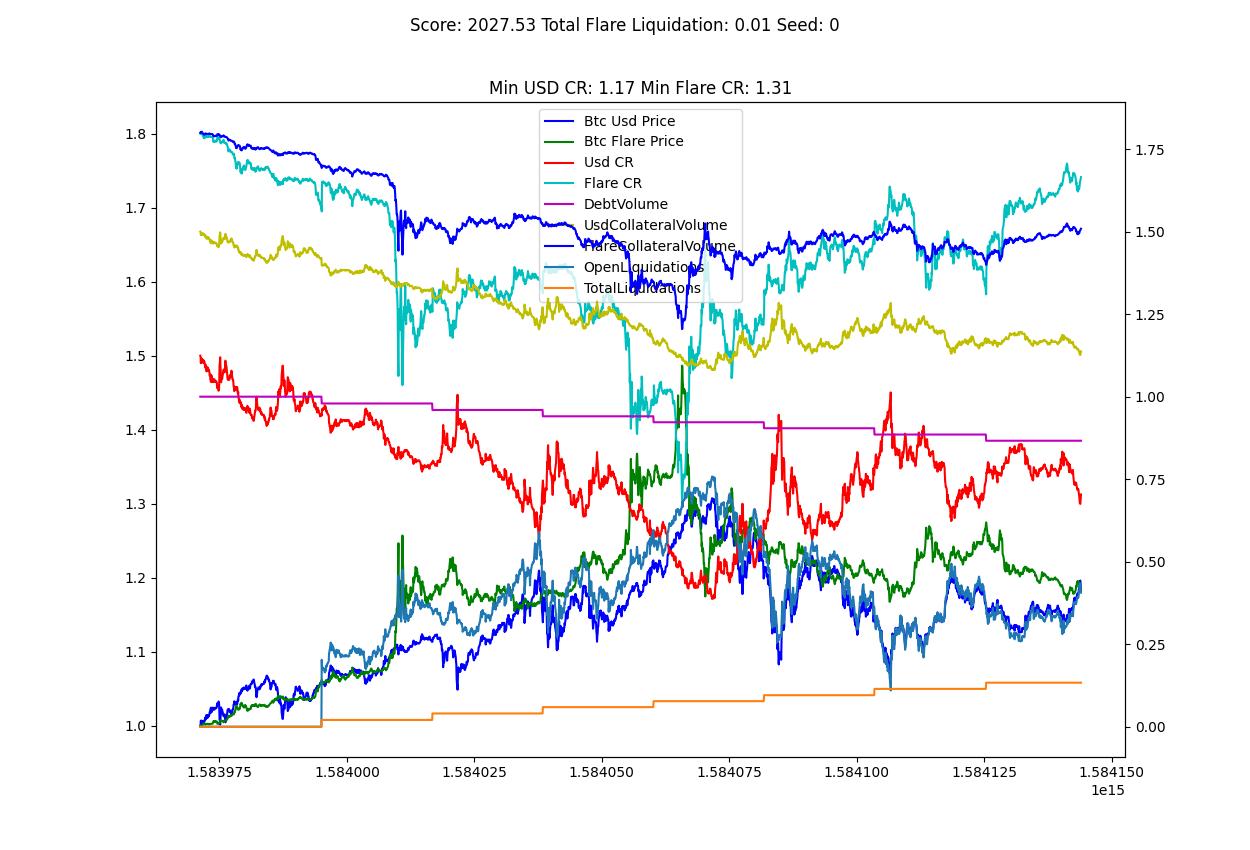 Score: 2027.53 Total Flare Liquidation: 0.01 Seed: 0
Min USD CR: 1.17 Min Flare CR: 1.31
Btc Usd Price
Btc Flare Price
Usd CR
Flare CR
DebtVolume
UsdCollateralVolume
FlareCollateralVolume
OpenLiquidations
TotalLiquidations
1.8
1.7
1.6
1.5
1.4
1.3
1.2
1.1
1.0
1.75
1.50
1.25
1.00
0.75
0.50
0.25
0.00
1.583975 1.584000 1.584025 1.584050 1.584075 1.584100 1.584125 1.584150
1e15